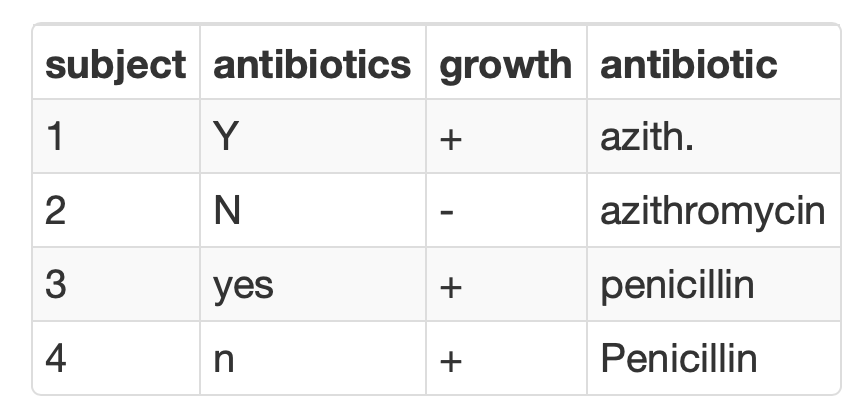 subject antibiotics growth antibiotic
1 Y + azith.
2 N - azithromycin
3 yes + penicillin
4 n + Penicillin